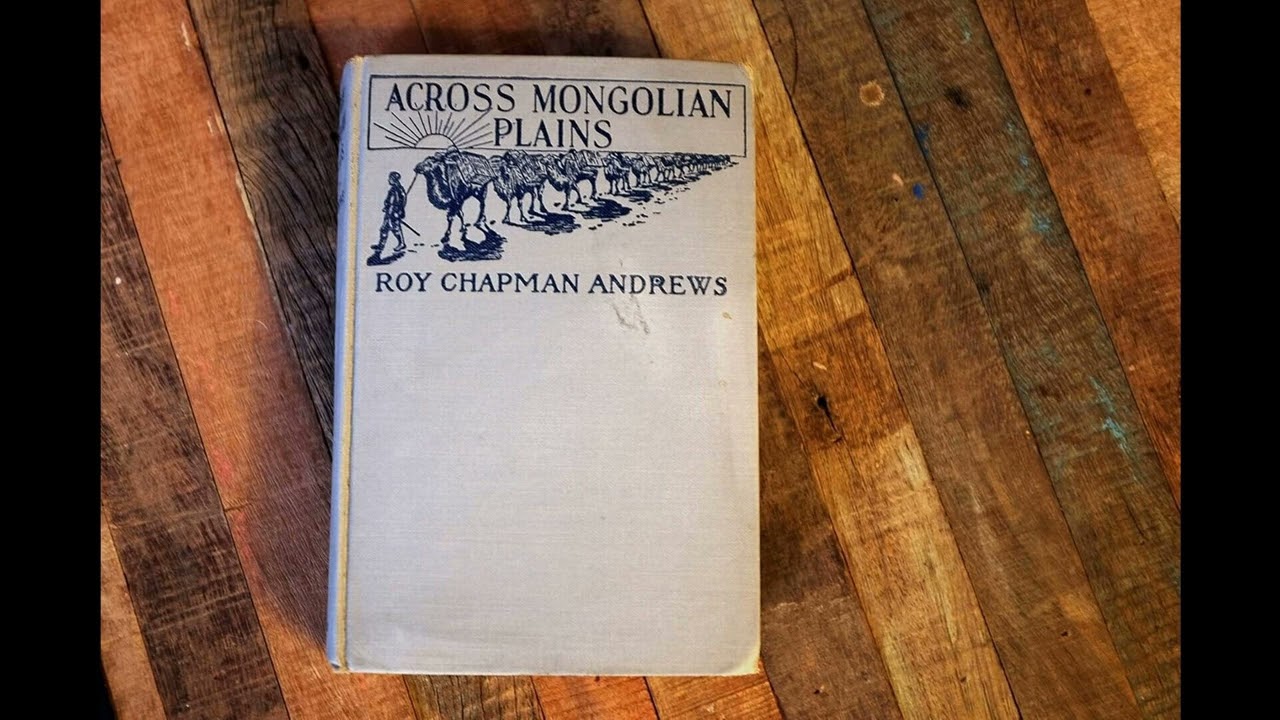 ACROSS MONGOLIAN
PLAINS
ROY CHAPMAN ANDREWS